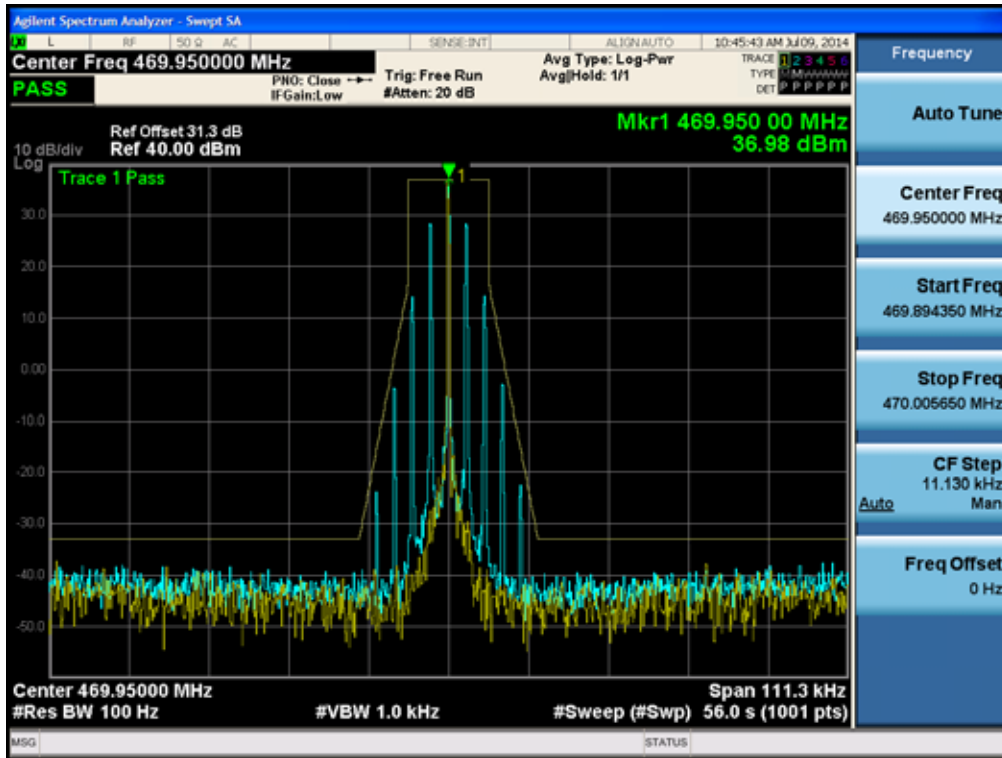 Agilent Spectrum Analyzer - Swept SA
L RF 50 Ω AC SENSE:INT ALIGN AUTO 10:45:43 AM Jul 09, 2014
Center Freq 469.950000 MHz
PASS
PNO: Close
IFGain:Low
Trig: Free Run
#Atten: 20 dB
Avg Type: Log-Pwr
Avg|Hold: 1/1
TRACE 1 2 3 4 5 6
TYPE
DET P P P P P P
Ref Offset 31.3 dB
10 dB/div Ref 40.00 dBm
Log
Mkr1 469.950 00 MHz
36.98 dBm
Trace 1 Pass
1
30.0
20.0
10.0
0.00
-10.0
-20.0
-30.0
-40.0
-50.0
Center 469.95000 MHz Span 111.3 kHz
#Res BW 100 Hz #VBW 1.0 kHz #Sweep (#Swp) 56.0 s (1001 pts)
MSG STATUS
Frequency
Auto Tune
Center Freq
469.950000 MHz
Start Freq
469.894350 MHz
Stop Freq
470.005650 MHz
CF Step
11.130 kHz
Auto Man
Freq Offset
0 Hz